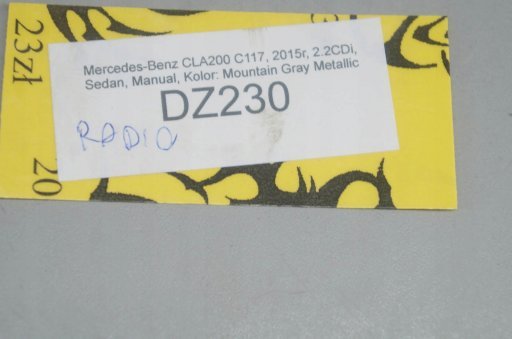 23zł
Mercedes-Benz CLA200 C117, 2015r, 2.2CDi,
Sedan, Manual, Kolor: Mountain Gray Metallic
DZ230
RADIO
20